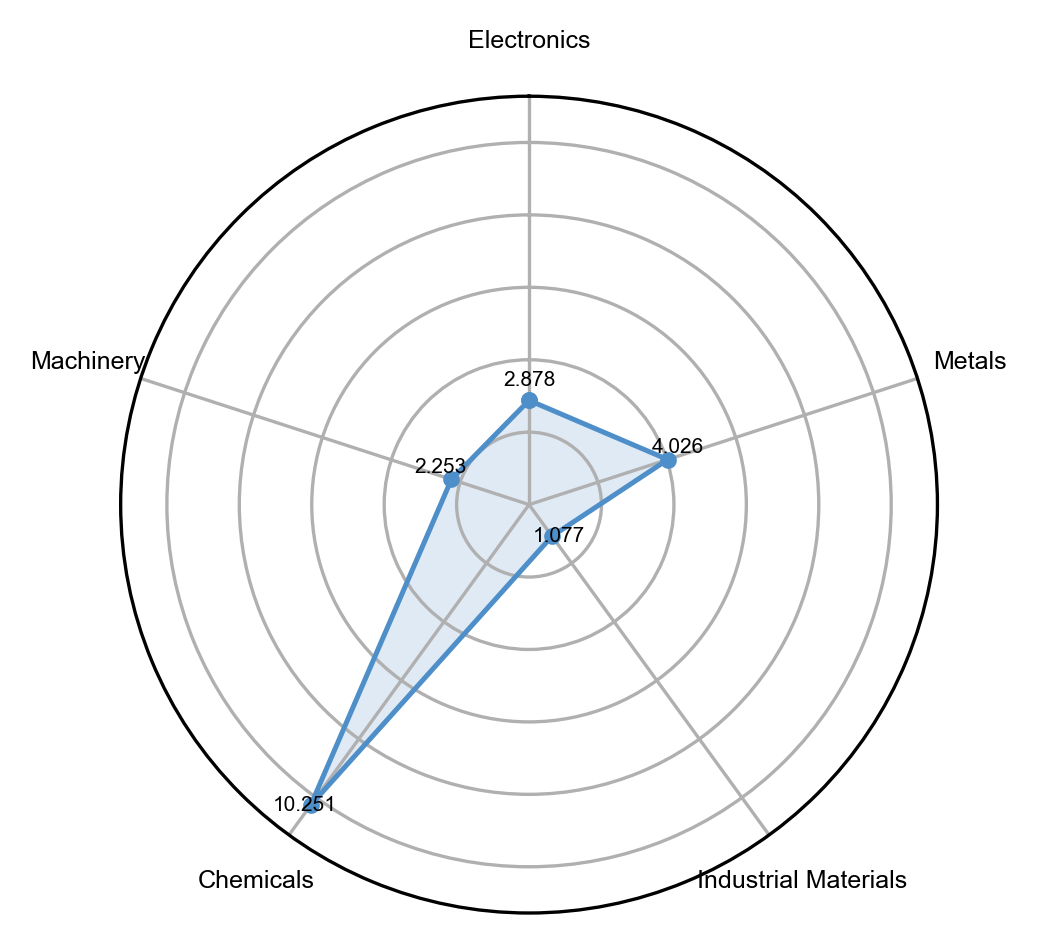 Electronics
Machinery
Metals
2.878
4.026
2.253
1.077
10.251
Chemicals
Industrial Materials